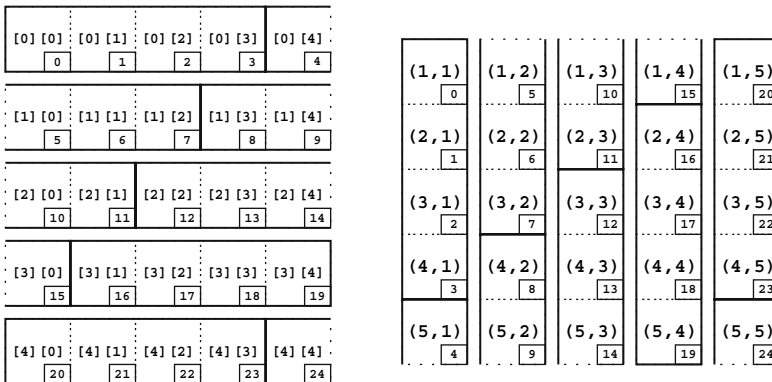 [0][0] [0][1] [0][2] [0][3] [0][4]
0 1 2 3 4
[1][0] [1][1] [1][2] [1][3] [1][4]
5 6 7 8 9
[2][0] [2][1] [2][2] [2][3] [2][4]
10 11 12 13 14
[3][0] [3][1] [3][2] [3][3] [3][4]
15 16 17 18 19
[4][0] [4][1] [4][2] [4][3] [4][4]
20 21 22 23 24
(1,1) (1,2) (1,3) (1,4) (1,5)
0 5 10 15 20
(2,1) (2,2) (2,3) (2,4) (2,5)
1 6 11 16 21
(3,1) (3,2) (3,3) (3,4) (3,5)
2 7 12 17 22
(4,1) (4,2) (4,3) (4,4) (4,5)
3 8 13 18 23
(5,1) (5,2) (5,3) (5,4) (5,5)
4 9 14 19 24